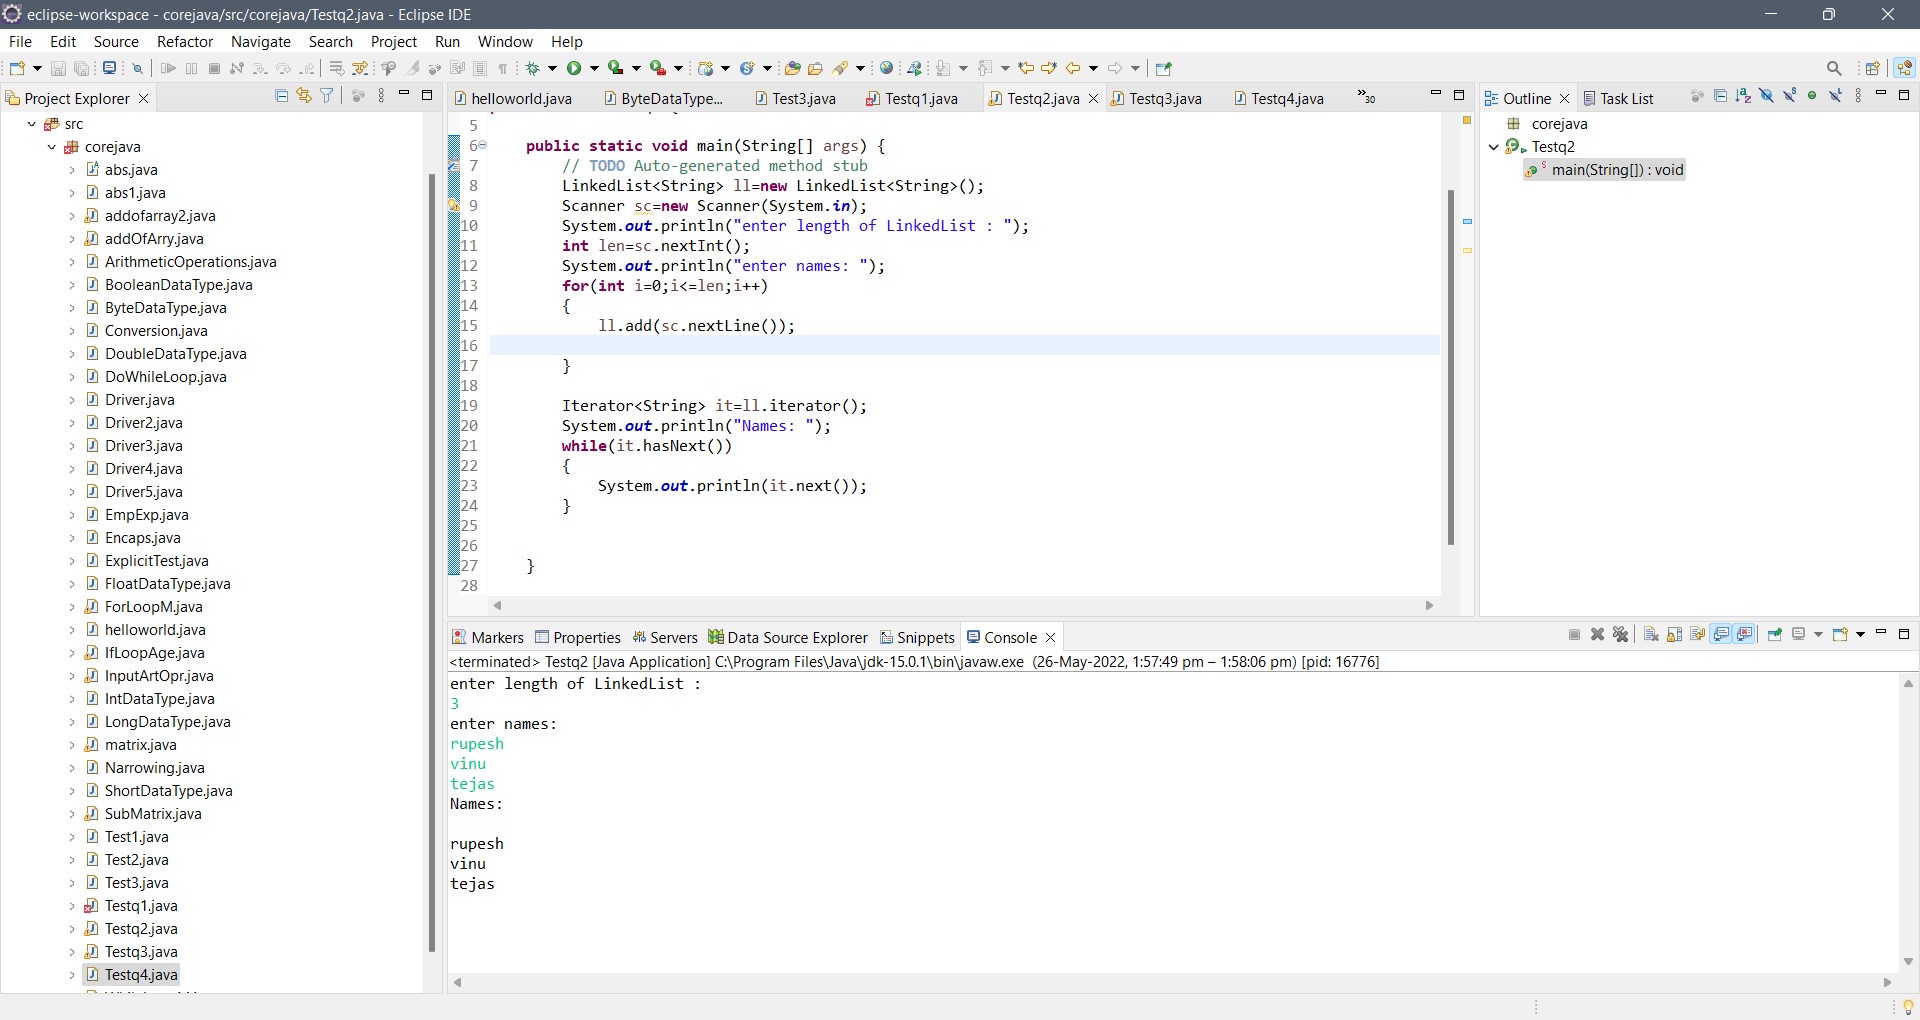 eclipse-workspace - corejava/src/corejava/Testq2.java - Eclipse IDE
File Edit Source Refactor Navigate Search Project Run Window Help
Project Explorer
src
corejava
abs.java
abs1.java
addofarray2.java
addOfArry.java
ArithmeticOperations.java
BooleanDataType.java
ByteDataType.java
Conversion.java
DoubleDataType.java
DoWhileLoop.java
Driver.java
Driver2.java
Driver3.java
Driver4.java
Driver5.java
EmpExp.java
Encaps.java
ExplicitTest.java
FloatDataType.java
ForLoopM.java
helloworld.java
IfLoopAge.java
InputArtOpr.java
IntDataType.java
LongDataType.java
matrix.java
Narrowing.java
ShortDataType.java
SubMatrix.java
Test1.java
Test2.java
Test3.java
Testq1.java
Testq2.java
Testq3.java
Testq4.java
helloworld.java ByteDataType... Test3.java Testq1.java Testq2.java Testq3.java Testq4.java »30
5
6 public static void main(String[] args) {
7 // TODO Auto-generated method stub
8 LinkedList<String> ll=new LinkedList<String>();
9 Scanner sc=new Scanner(System.in);
10 System.out.println("enter length of LinkedList : ");
11 int len=sc.nextInt();
12 System.out.println("enter names: ");
13 for(int i=0;i<=len;i++)
14 {
15 ll.add(sc.nextLine());
16
17 }
18
19 Iterator<String> it=ll.iterator();
20 System.out.println("Names: ");
21 while(it.hasNext())
22 {
23 System.out.println(it.next());
24 }
25
26
27 }
28
Outline Task List
corejava
Testq2
main(String[]) : void
Markers Properties Servers Data Source Explorer Snippets Console
<terminated> Testq2 [Java Application] C:\Program Files\Java\jdk-15.0.1\bin\javaw.exe (26-May-2022, 1:57:49 pm – 1:58:06 pm) [pid: 16776]
enter length of LinkedList :
3
enter names:
rupesh
vinu
tejas
Names:
rupesh
vinu
tejas